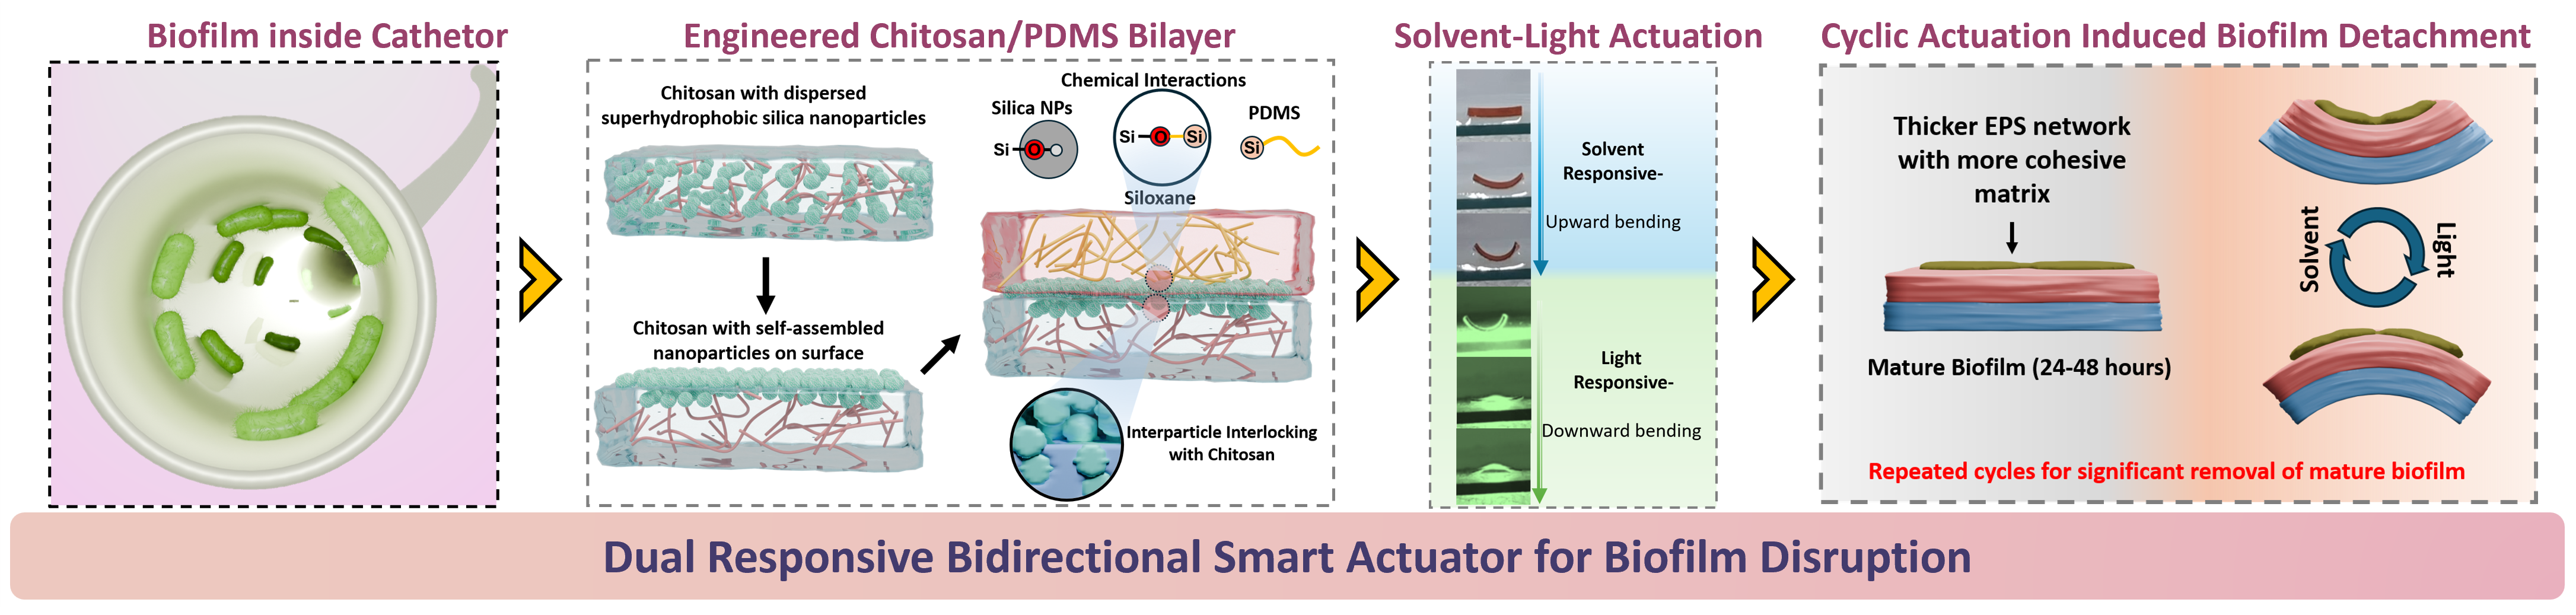 Biofilm inside Cathetor
Engineered Chitosan/PDMS Bilayer
Chitosan with dispersed
superhydrophobic silica nanoparticles
Chitosan with self-assembled
nanoparticles on surface
Chemical Interactions
Silica NPs
Si
O
Si
O
Si
PDMS
Si
Siloxane
Interparticle Interlocking
with Chitosan
Solvent-Light Actuation
Solvent
Responsive-
Upward bending
Light
Responsive-
Downward bending
Cyclic Actuation Induced Biofilm Detachment
Thicker EPS network
with more cohesive
matrix
Mature Biofilm (24-48 hours)
Solvent
Light
Repeated cycles for significant removal of mature biofilm
Dual Responsive Bidirectional Smart Actuator for Biofilm Disruption